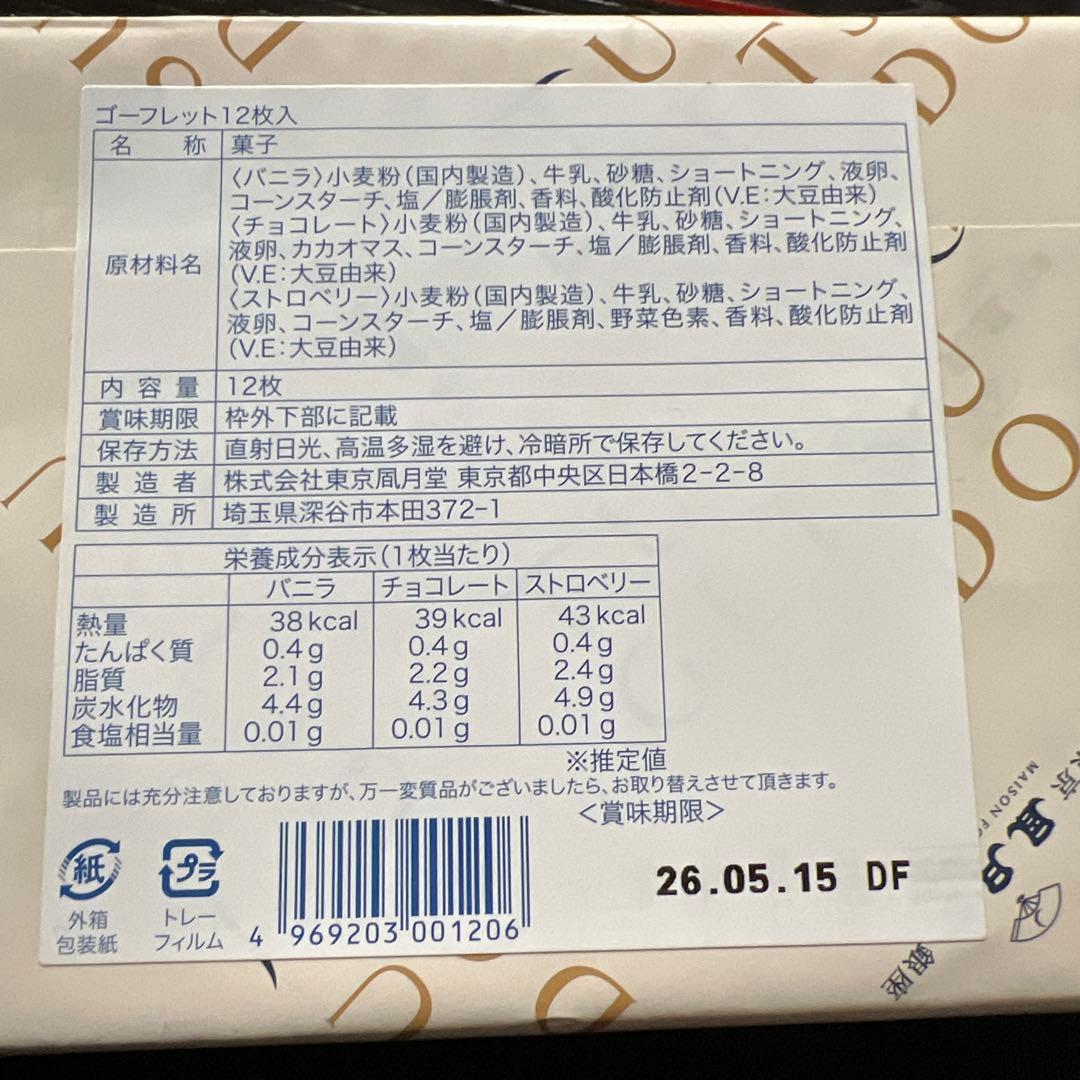 ゴーフレット12枚入
名称 菓子
原材料名
〈バニラ〉小麦粉(国内製造)、牛乳、砂糖、ショートニング、液卵、
コーンスターチ、塩／膨脹剤、香料、酸化防止剤(V.E:大豆由来)
〈チョコレート〉小麦粉(国内製造)、牛乳、砂糖、ショートニング、
液卵、カカオマス、コーンスターチ、塩／膨脹剤、香料、酸化防止剤
(V.E:大豆由来)
〈ストロベリー〉小麦粉(国内製造)、牛乳、砂糖、ショートニング、
液卵、コーンスターチ、塩／膨脹剤、野菜色素、香料、酸化防止剤
(V.E:大豆由来)
内容量 12枚
賞味期限 枠外下部に記載
保存方法 直射日光、高温多湿を避け、冷暗所で保存してください。
製造者 株式会社東京凮月堂 東京都中央区日本橋2-2-8
製造所 埼玉県深谷市本田372-1
栄養成分表示(1枚当たり)
バニラ チョコレート ストロベリー
熱量 38kcal 39kcal 43kcal
たんぱく質 0.4g 0.4g 0.4g
脂質 2.1g 2.2g 2.4g
炭水化物 4.4g 4.3g 4.9g
食塩相当量 0.01g 0.01g 0.01g
※推定値
製品には充分注意しておりますが、万一変質品がございましたら、お取り替えさせて頂きます。
<賞味期限>
26.05.15 DF
紙
外箱
包装紙
プラ
トレー
フィルム
4 969203 001206
東京
MAISON
凮月
銀座